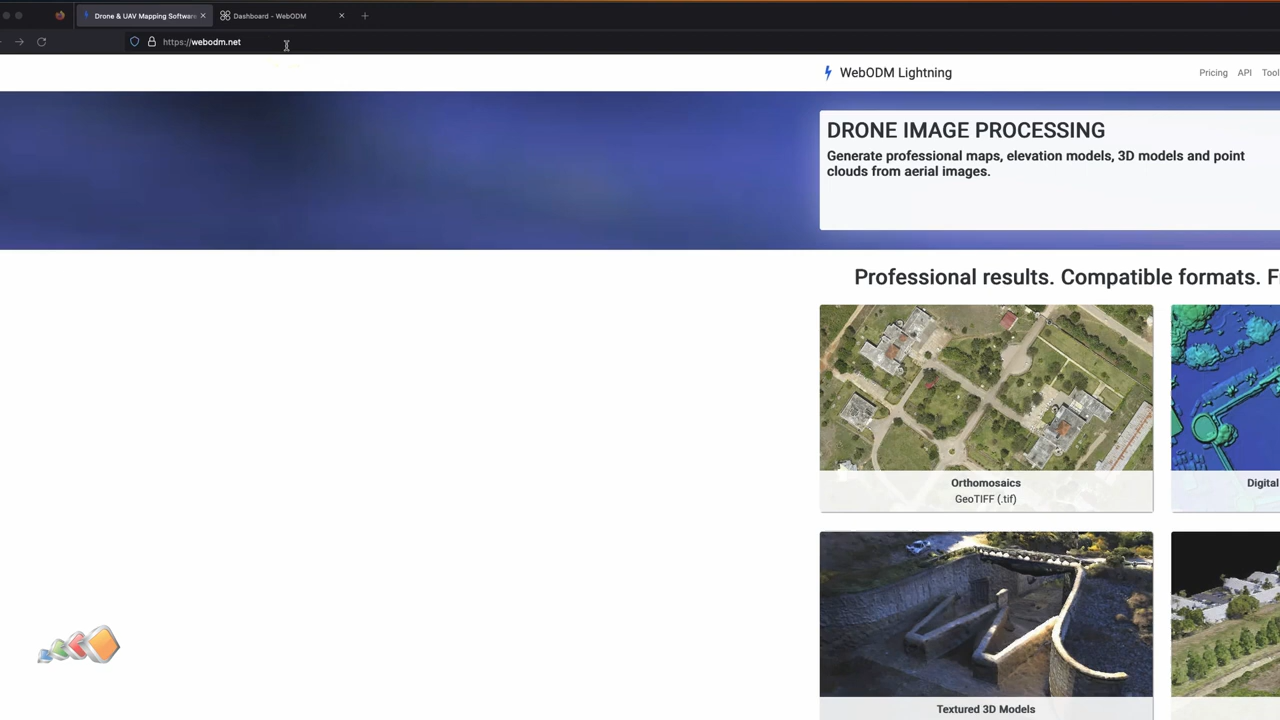 Drone & UAV Mapping Software
Dashboard - WebODM
https://webodm.net
WebODM Lightning
Pricing
API
Tool
DRONE IMAGE PROCESSING
Generate professional maps, elevation models, 3D models and point
clouds from aerial images.
Professional results. Compatible formats. F
Orthomosaics
GeoTIFF (.tif)
Digital
Textured 3D Models